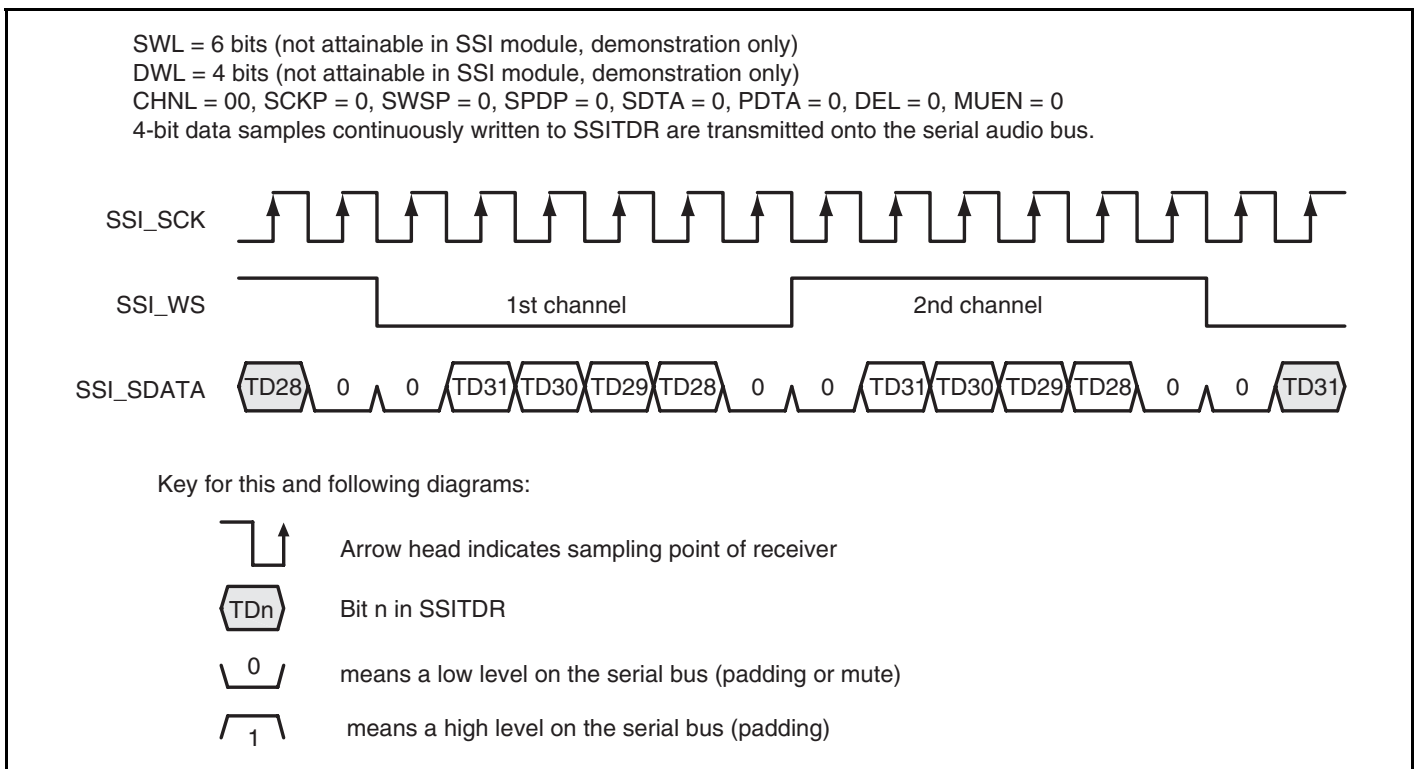 SWL = 6 bits (not attainable in SSI module, demonstration only)
DWL = 4 bits (not attainable in SSI module, demonstration only)
CHNL = 00, SCKP = 0, SWSP = 0, SPDP = 0, SDTA = 0, PDTA = 0, DEL = 0, MUEN = 0
4-bit data samples continuously written to SSITDR are transmitted onto the serial audio bus.
SSI_SCK
SSI_WS 1st channel 2nd channel
SSI_SDATA TD28 0 0 TD31 TD30 TD29 TD28 0 0 TD31 TD30 TD29 TD28 0 0 TD31
Key for this and following diagrams:
Arrow head indicates sampling point of receiver
TDn Bit n in SSITDR
0 means a low level on the serial bus (padding or mute)
1 means a high level on the serial bus (padding)